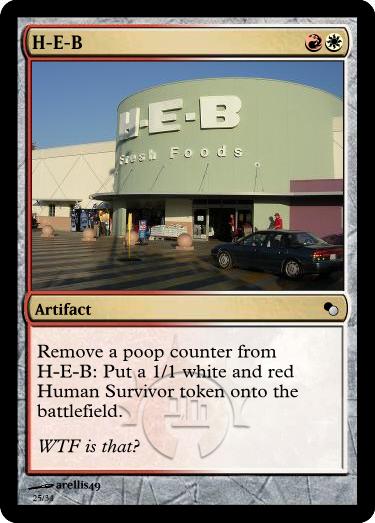 H-E-B
H-E-B
Fresh Foods
Artifact
Remove a poop counter from
H-E-B: Put a 1/1 white and red
Human Survivor token onto the
battlefield.
WTF is that?
arellis49
25/34